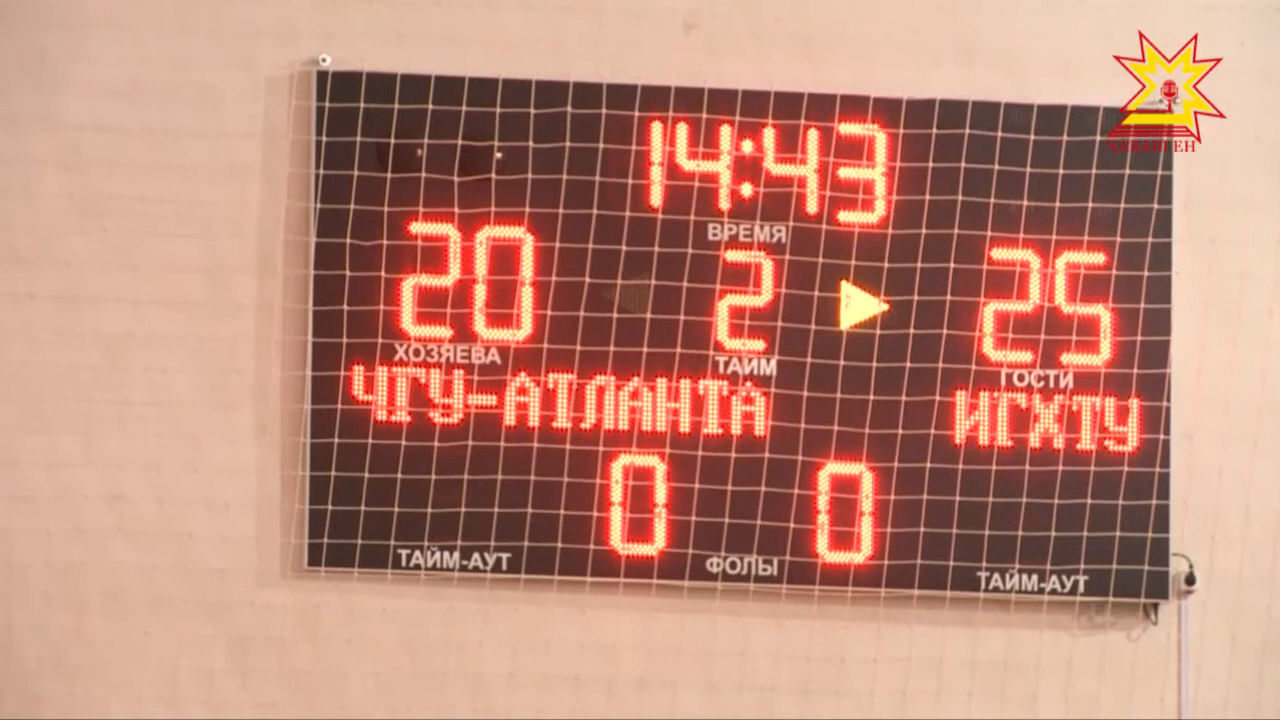 14:43
ВРЕМЯ
20 2 25
ХОЗЯЕВА ТАЙМ ГОСТИ
ЧГУ-АТЛАНТА ИГХТУ
0 0
ТАЙМ-АУТ ФОЛЫ ТАЙМ-АУТ